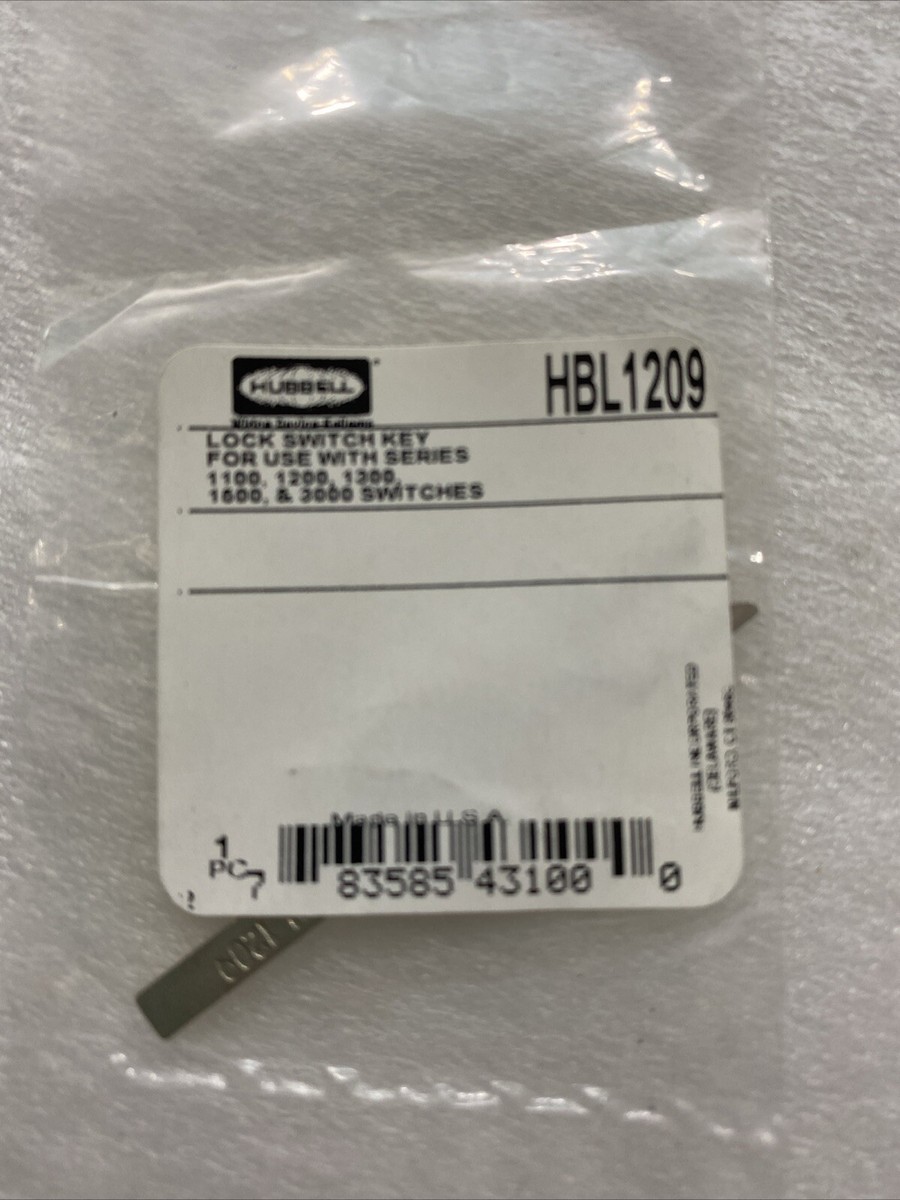 HUBBELL
HBL1209
LOCK SWITCH KEY
FOR USE WITH SERIES
1100, 1200, 1300,
1600, & 3000 SWITCHES
Made in U.S.A.
1
PC
7 83585 43100 0
1209